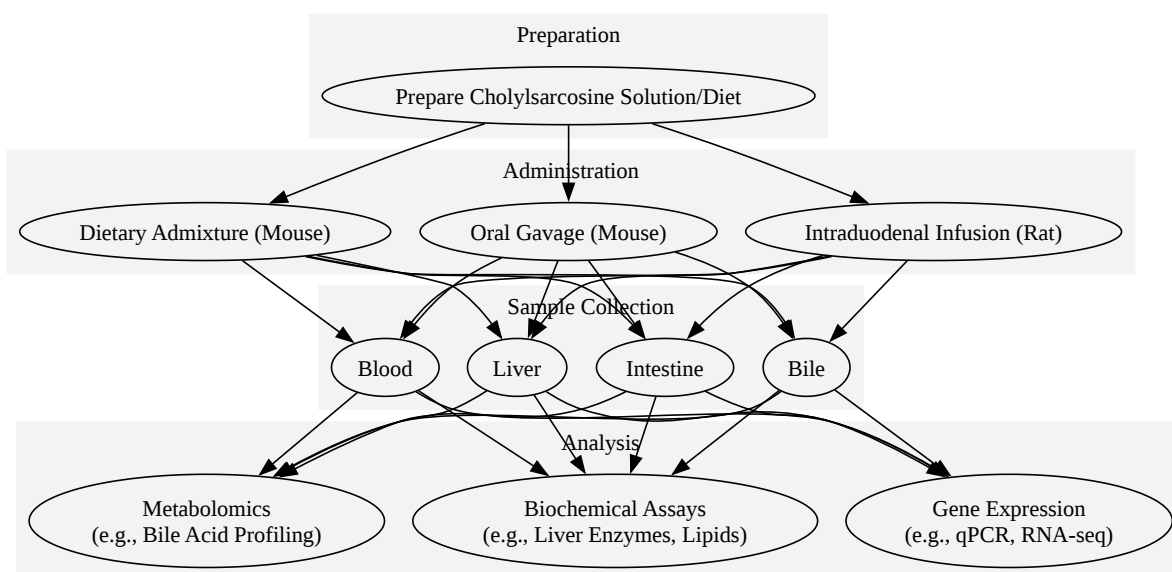 Preparation
Prepare Cholylsarcosine Solution/Diet
Administration
Dietary Admixture (Mouse)
Oral Gavage (Mouse)
Intraduodenal Infusion (Rat)
Sample Collection
Blood
Liver
Intestine
Bile
Analysis
Metabolomics
(e.g., Bile Acid Profiling)
Biochemical Assays
(e.g., Liver Enzymes, Lipids)
Gene Expression
(e.g., qPCR, RNA-seq)